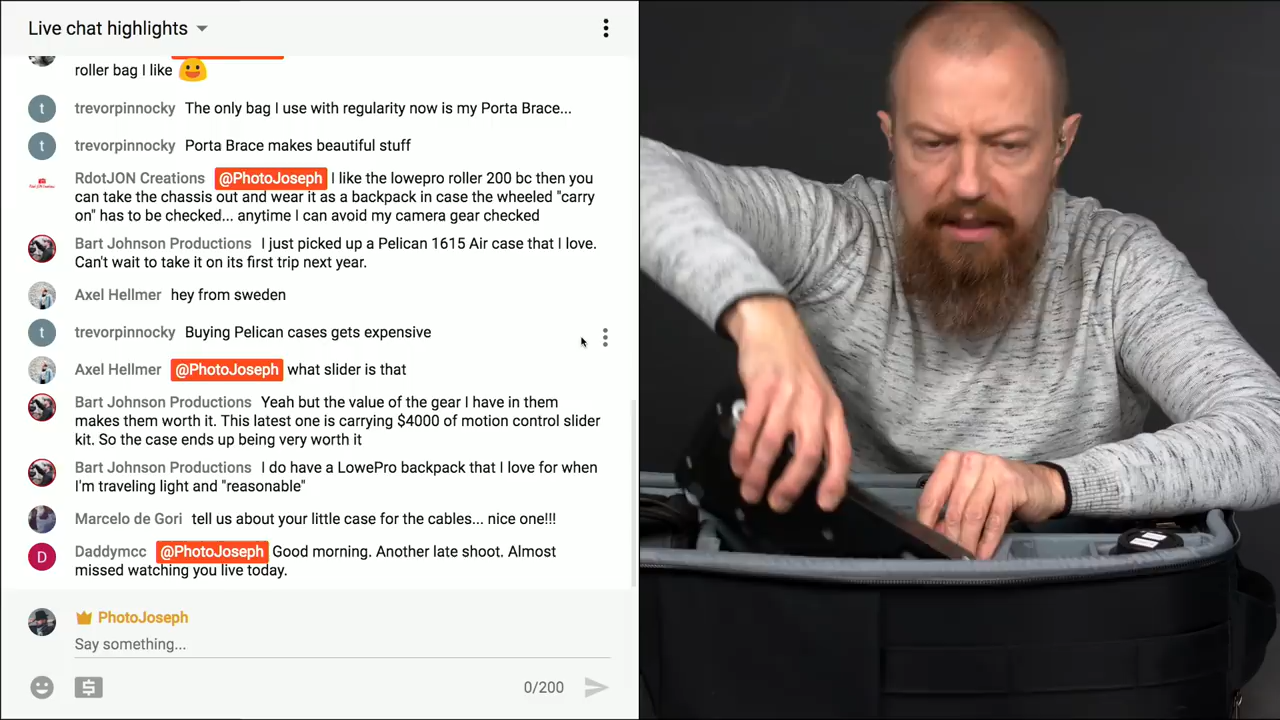 Live chat highlights
roller bag I like
t trevorpinnocky The only bag I use with regularity now is my Porta Brace...
t trevorpinnocky Porta Brace makes beautiful stuff
RdotJON Creations @PhotoJoseph I like the lowepro roller 200 bc then you
can take the chassis out and wear it as a backpack in case the wheeled "carry
on" has to be checked... anytime I can avoid my camera gear checked
Bart Johnson Productions I just picked up a Pelican 1615 Air case that I love.
Can't wait to take it on its first trip next year.
Axel Hellmer hey from sweden
t trevorpinnocky Buying Pelican cases gets expensive
Axel Hellmer @PhotoJoseph what slider is that
Bart Johnson Productions Yeah but the value of the gear I have in them
makes them worth it. This latest one is carrying $4000 of motion control slider
kit. So the case ends up being very worth it
Bart Johnson Productions I do have a LowePro backpack that I love for when
I'm traveling light and "reasonable"
Marcelo de Gori tell us about your little case for the cables... nice one!!!
D Daddymcc @PhotoJoseph Good morning. Another late shoot. Almost
missed watching you live today.
PhotoJoseph
Say something...
$ 0/200